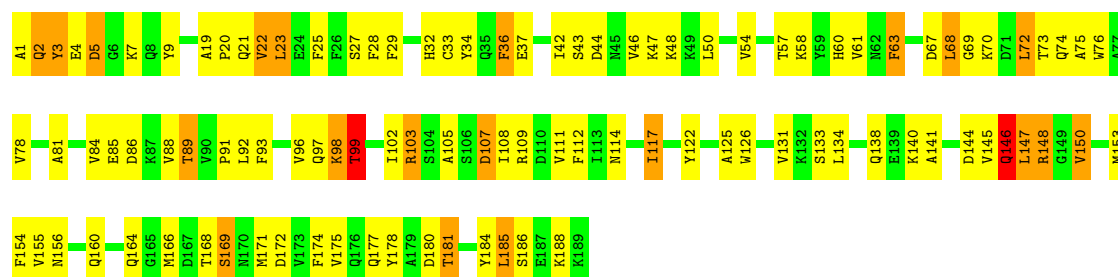 A1 Q2 Y3 E4 D5 G6 K7 Q8 Y9 A19 P20 Q21 V22 L23 E24 F25 F26 S27 F28 F29 H32 C33 Y34 Q35 F36 E37 I42 S43 D44 N45 V46 K47 K48 K49 L50 V54 T57 K58 Y59 H60 V61 N62 F63 D67 L68 G69 K70 D71 L72 T73 Q74 A75 W76 A77
V78 A81 V84 E85 D86 K87 V88 T89 V90 P91 L92 F93 V96 Q97 K98 T99 I102 R103 S104 A105 S106 D107 I108 R109 D110 V111 F112 I113 N114 I117 Y122 A125 W126 V131 K132 S133 L134 Q138 E139 K140 A141 D144 V145 Q146 L147 R148 G149 V150 M153
F154 V155 N156 Q160 Q164 G165 M166 D167 T168 S169 N170 M171 D172 V173 F174 V175 Q176 Q177 Y178 A179 D180 T181 Y184 L185 S186 E187 K188 K189